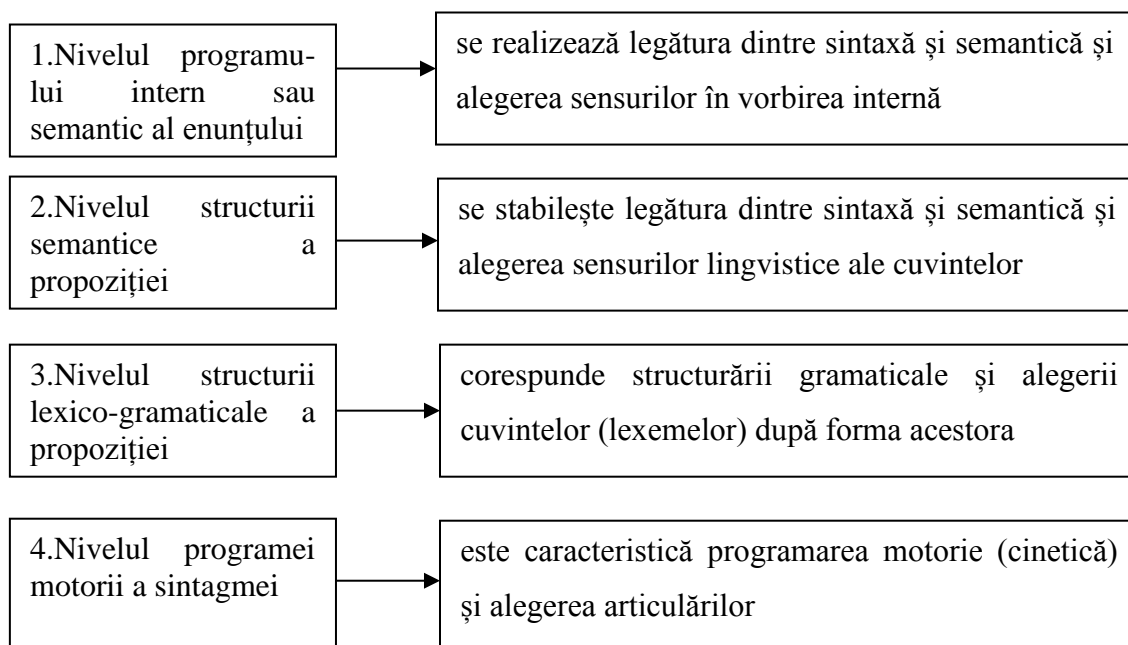 1.Nivelul programu-
lui intern sau
semantic al enunțului
se realizează legătura dintre sintaxă și semantică și
alegerea sensurilor în vorbirea internă
2.Nivelul structurii
semantice a
propoziției
se stabilește legătura dintre sintaxă și semantică și
alegerea sensurilor lingvistice ale cuvintelor
3.Nivelul structurii
lexico-gramaticale a
propoziției
corespunde structurării gramaticale și alegerii
cuvintelor (lexemelor) după forma acestora
4.Nivelul programei
motorii a sintagmei
este caracteristică programarea motorie (cinetică)
și alegerea articulărilor